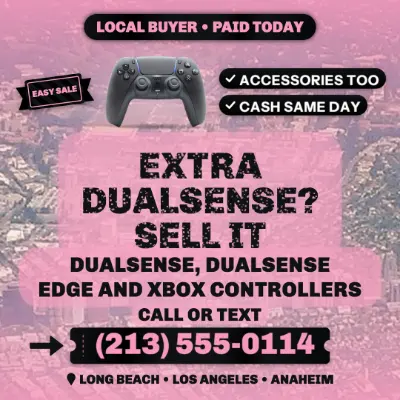 LOCAL BUYER • PAID TODAY
EASY SALE
✓ ACCESSORIES TOO
✓ CASH SAME DAY
EXTRA
DUALSENSE?
SELL IT
DUALSENSE, DUALSENSE
EDGE AND XBOX CONTROLLERS
CALL OR TEXT
(213) 555-0114
LONG BEACH • LOS ANGELES • ANAHEIM